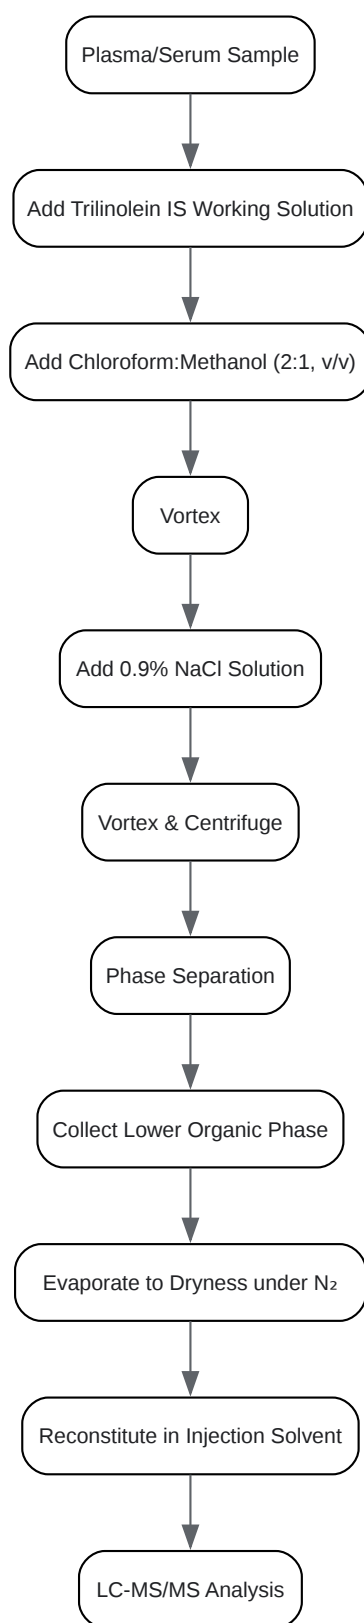 Plasma/Serum Sample
Add Trilinolein IS Working Solution
Add Chloroform:Methanol (2:1, v/v)
Vortex
Add 0.9% NaCl Solution
Vortex & Centrifuge
Phase Separation
Collect Lower Organic Phase
Evaporate to Dryness under N₂
Reconstitute in Injection Solvent
LC-MS/MS Analysis